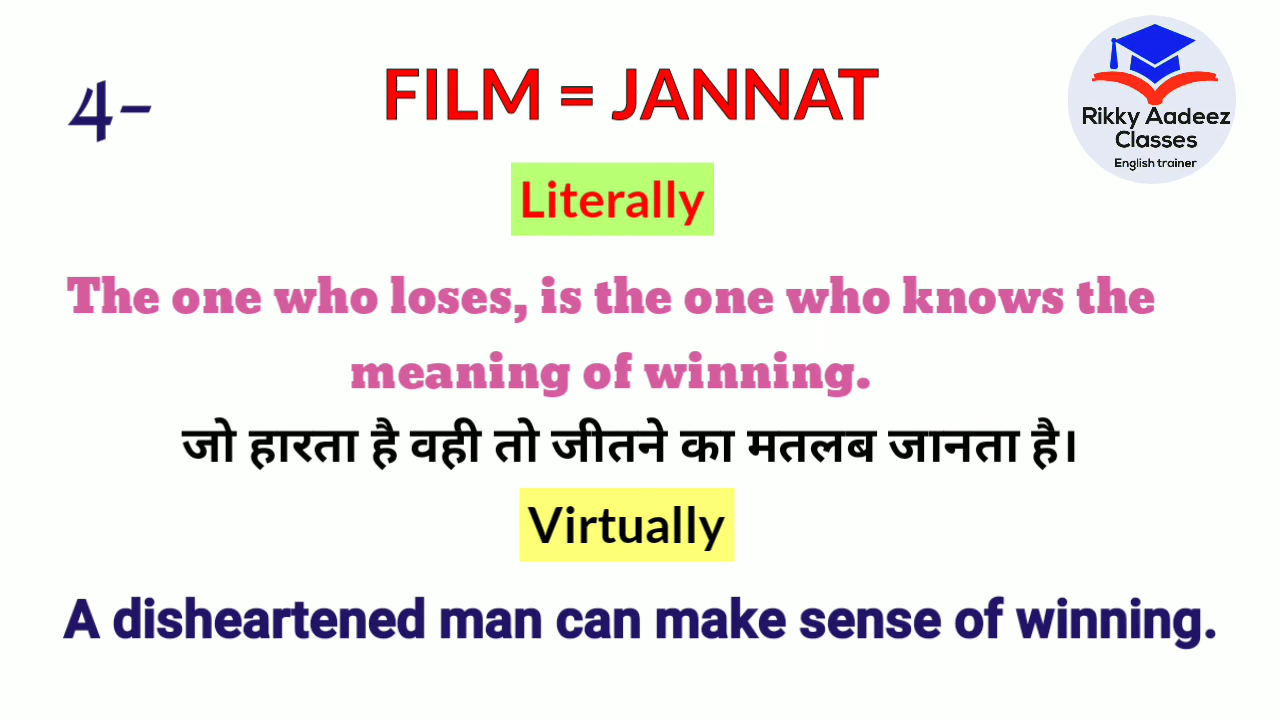 4-
FILM = JANNAT
Rikky Aadeez
Classes
English trainer
Literally
The one who loses, is the one who knows the
meaning of winning.
जो हारता है वही तो जीतने का मतलब जानता है।
Virtually
A disheartened man can make sense of winning.